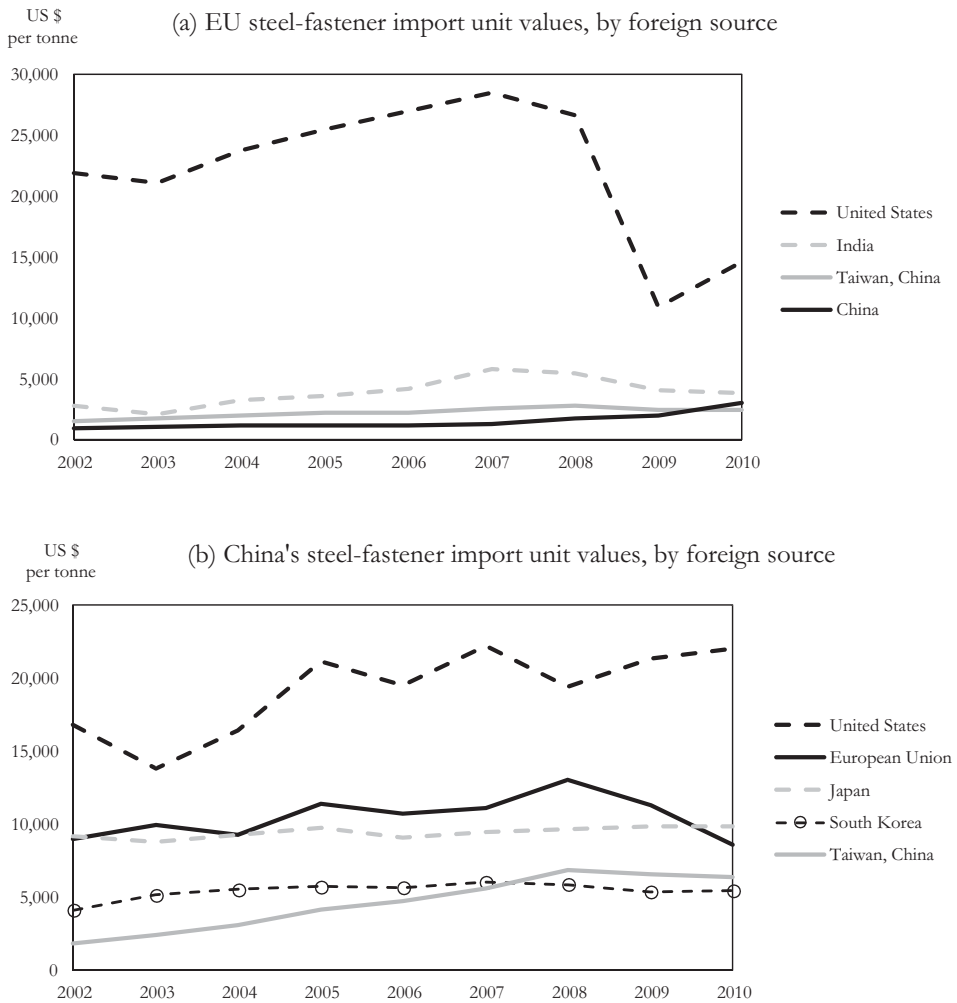 US $
per tonne
(a) EU steel-fastener import unit values, by foreign source
30,000
25,000
20,000
15,000
10,000
5,000
0
2002 2003 2004 2005 2006 2007 2008 2009 2010
United States
India
Taiwan, China
China
US $
per tonne
(b) China's steel-fastener import unit values, by foreign source
25,000
20,000
15,000
10,000
5,000
0
2002 2003 2004 2005 2006 2007 2008 2009 2010
United States
European Union
Japan
South Korea
Taiwan, China